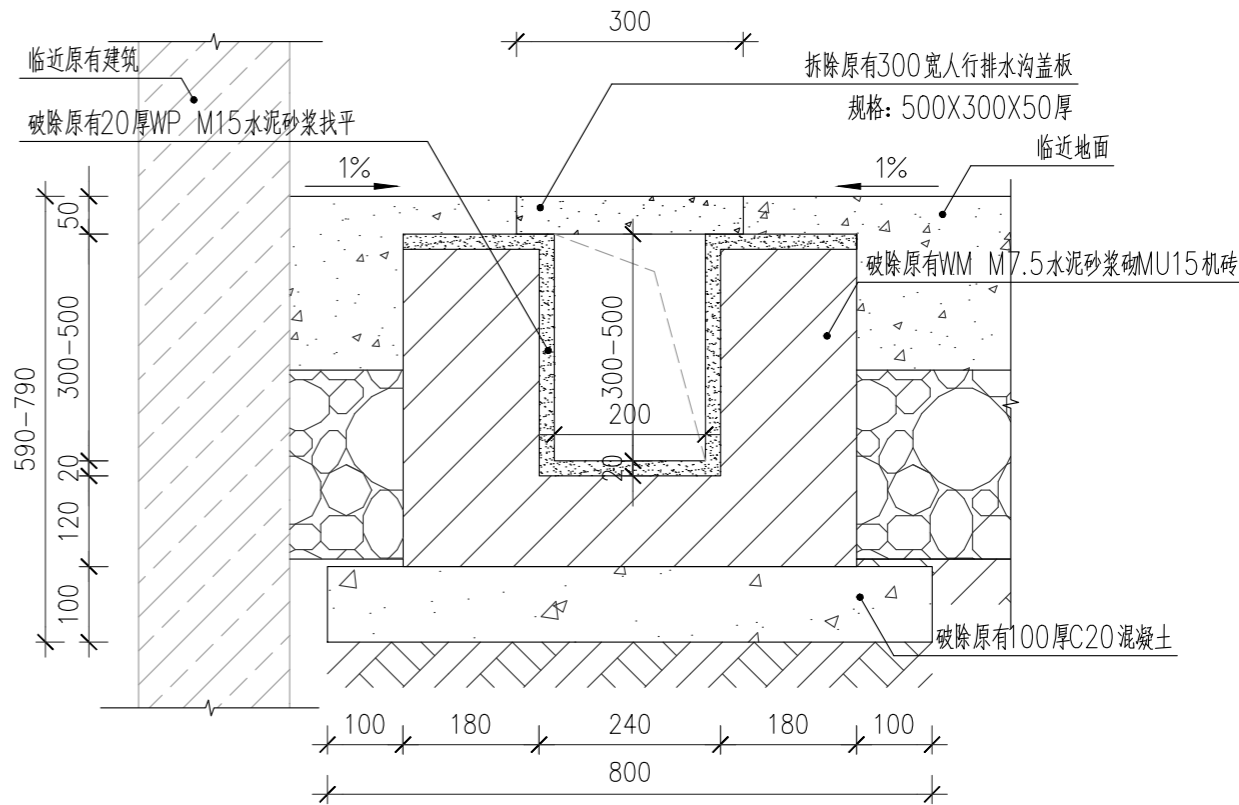 300
临近原有建筑
拆除原有300宽人行排水沟盖板
规格：500X300X50厚
破除原有20厚WP M15水泥砂浆找平
临近地面
1%
1%
50
300-500
20
120
100
590-790
破除原有WM M7.5水泥砂浆砌MU15机砖
300-500
200
20
破除原有100厚C20混凝土
100
180
240
180
100
800